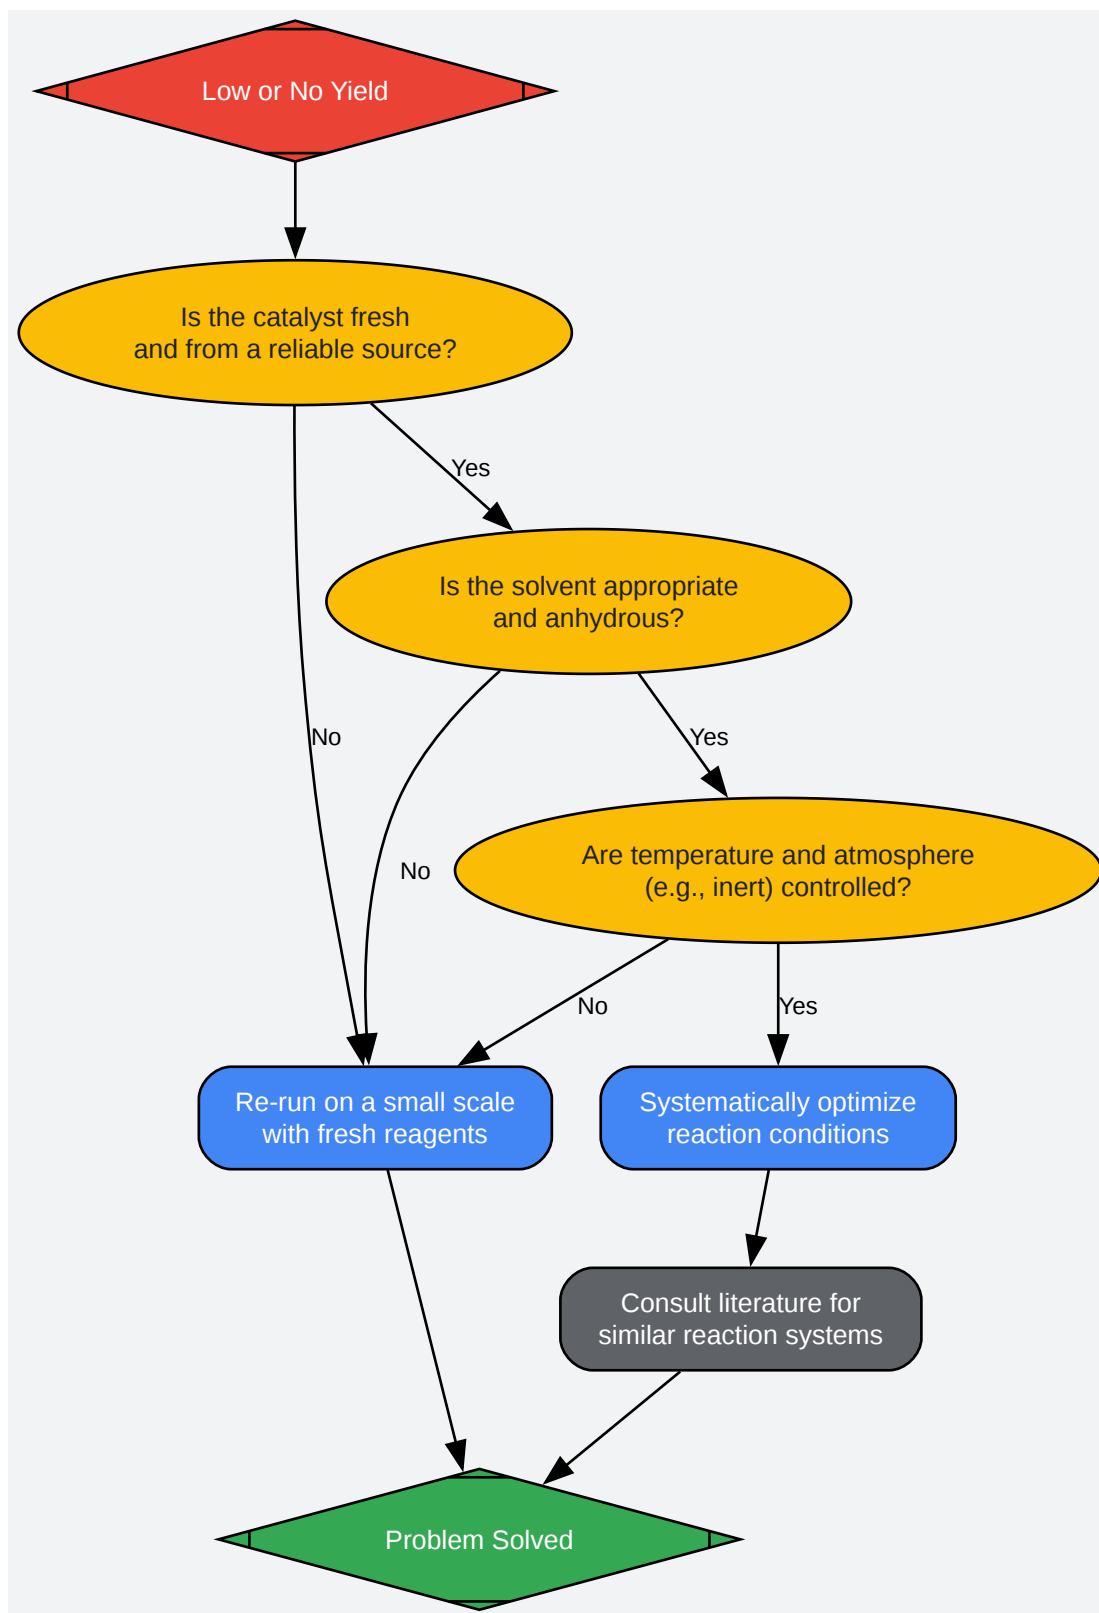 Low or No Yield
Is the catalyst fresh
and from a reliable source?
Yes
Is the solvent appropriate
and anhydrous?
No
Yes
Are temperature and atmosphere
(e.g., inert) controlled?
No
No
Yes
Re-run on a small scale
with fresh reagents
Systematically optimize
reaction conditions
Consult literature for
similar reaction systems
Problem Solved